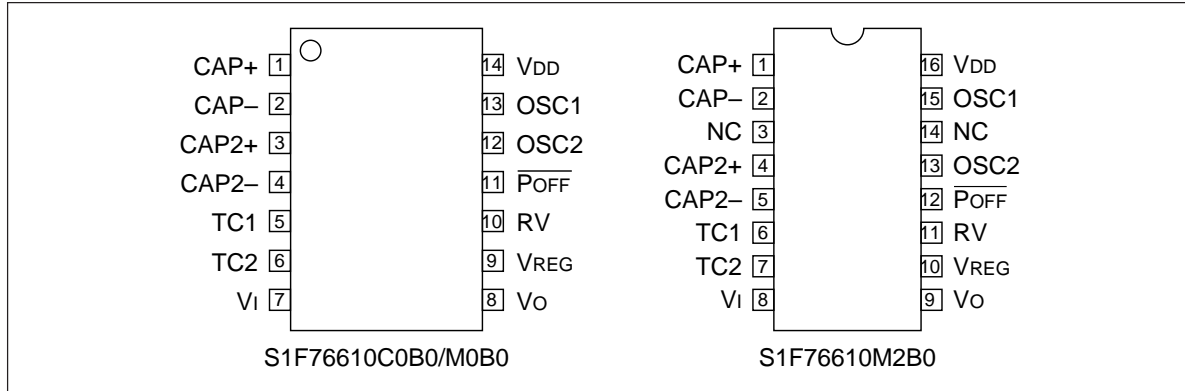 CAP+ 1 14 VDD
CAP– 2 13 OSC1
CAP2+ 3 12 OSC2
CAP2– 4 11 POFF
TC1 5 10 RV
TC2 6 9 VREG
VI 7 8 VO
S1F76610C0B0/M0B0
CAP+ 1 16 VDD
CAP– 2 15 OSC1
NC 3 14 NC
CAP2+ 4 13 OSC2
CAP2– 5 12 POFF
TC1 6 11 RV
TC2 7 10 VREG
VI 8 9 VO
S1F76610M2B0